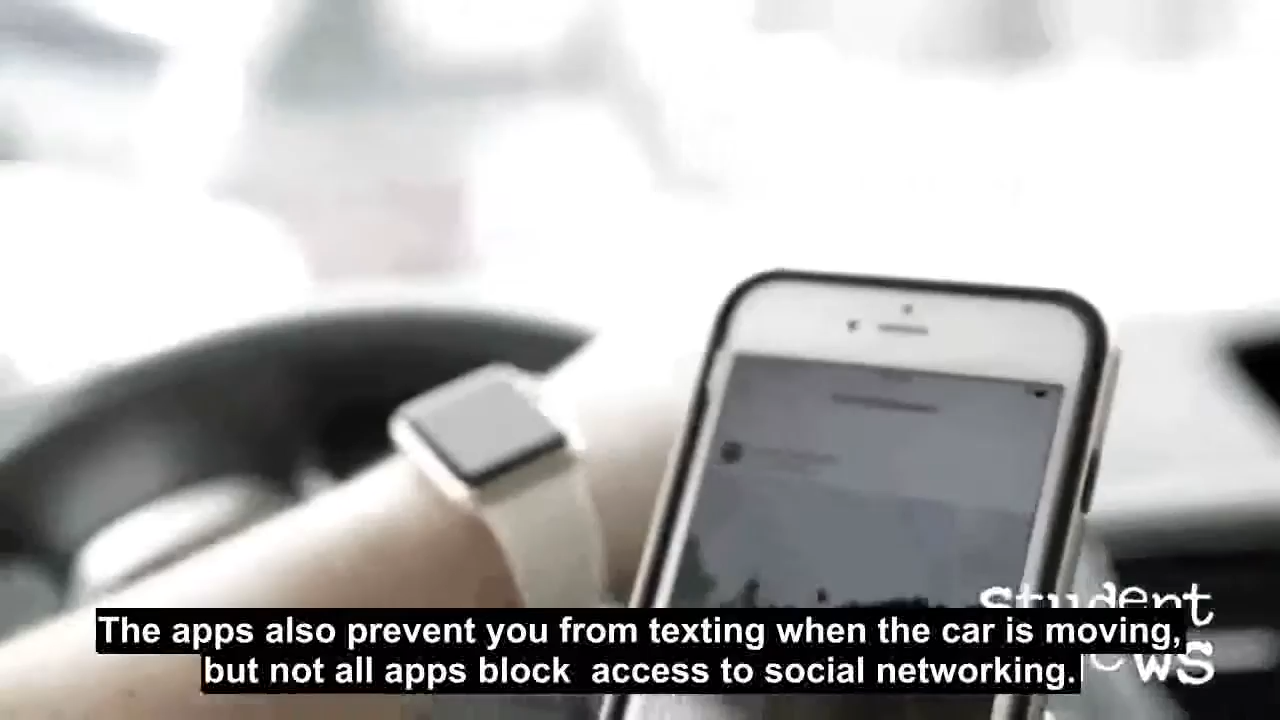 student
The apps also prevent you from texting when the car is moving,
but not all apps block  access to social networking.